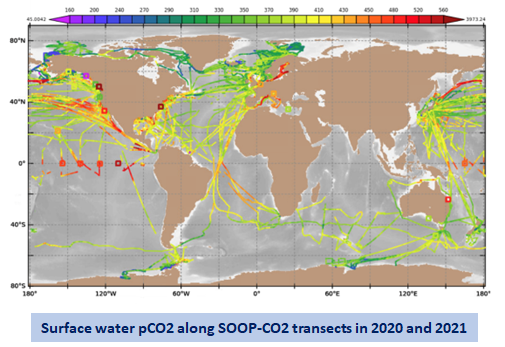 41.0042 160 200 240 270 290 310 330 350 370 390 410 430 450 480 520 560 3973.24
80°N
40°N
0°
40°S
80°S
180° 120°W 60°W 0° 60°E 120°E 180°
Surface water pCO2 along SOOP-CO2 transects in 2020 and 2021